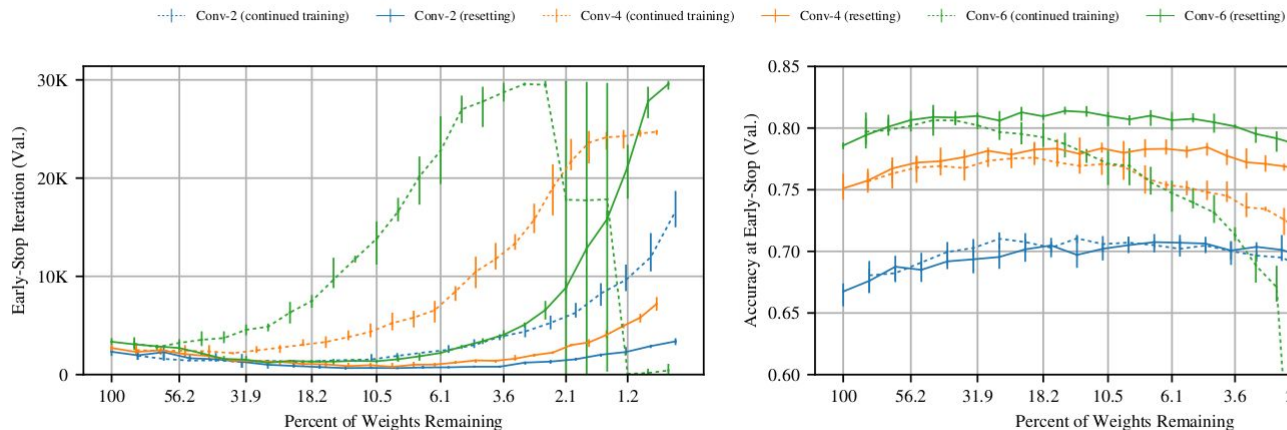 Conv-2 (continued training) Conv-2 (resetting) Conv-4 (continued training) Conv-4 (resetting) Conv-6 (continued training) Conv-6 (resetting)
Early-Stop Iteration (Val.)
30K
20K
10K
0
100 56.2 31.9 18.2 10.5 6.1 3.6 2.1 1.2
Percent of Weights Remaining
Accuracy at Early-Stop (Val.)
0.85
0.80
0.75
0.70
0.65
0.60
100 56.2 31.9 18.2 10.5 6.1 3.6
Percent of Weights Remaining